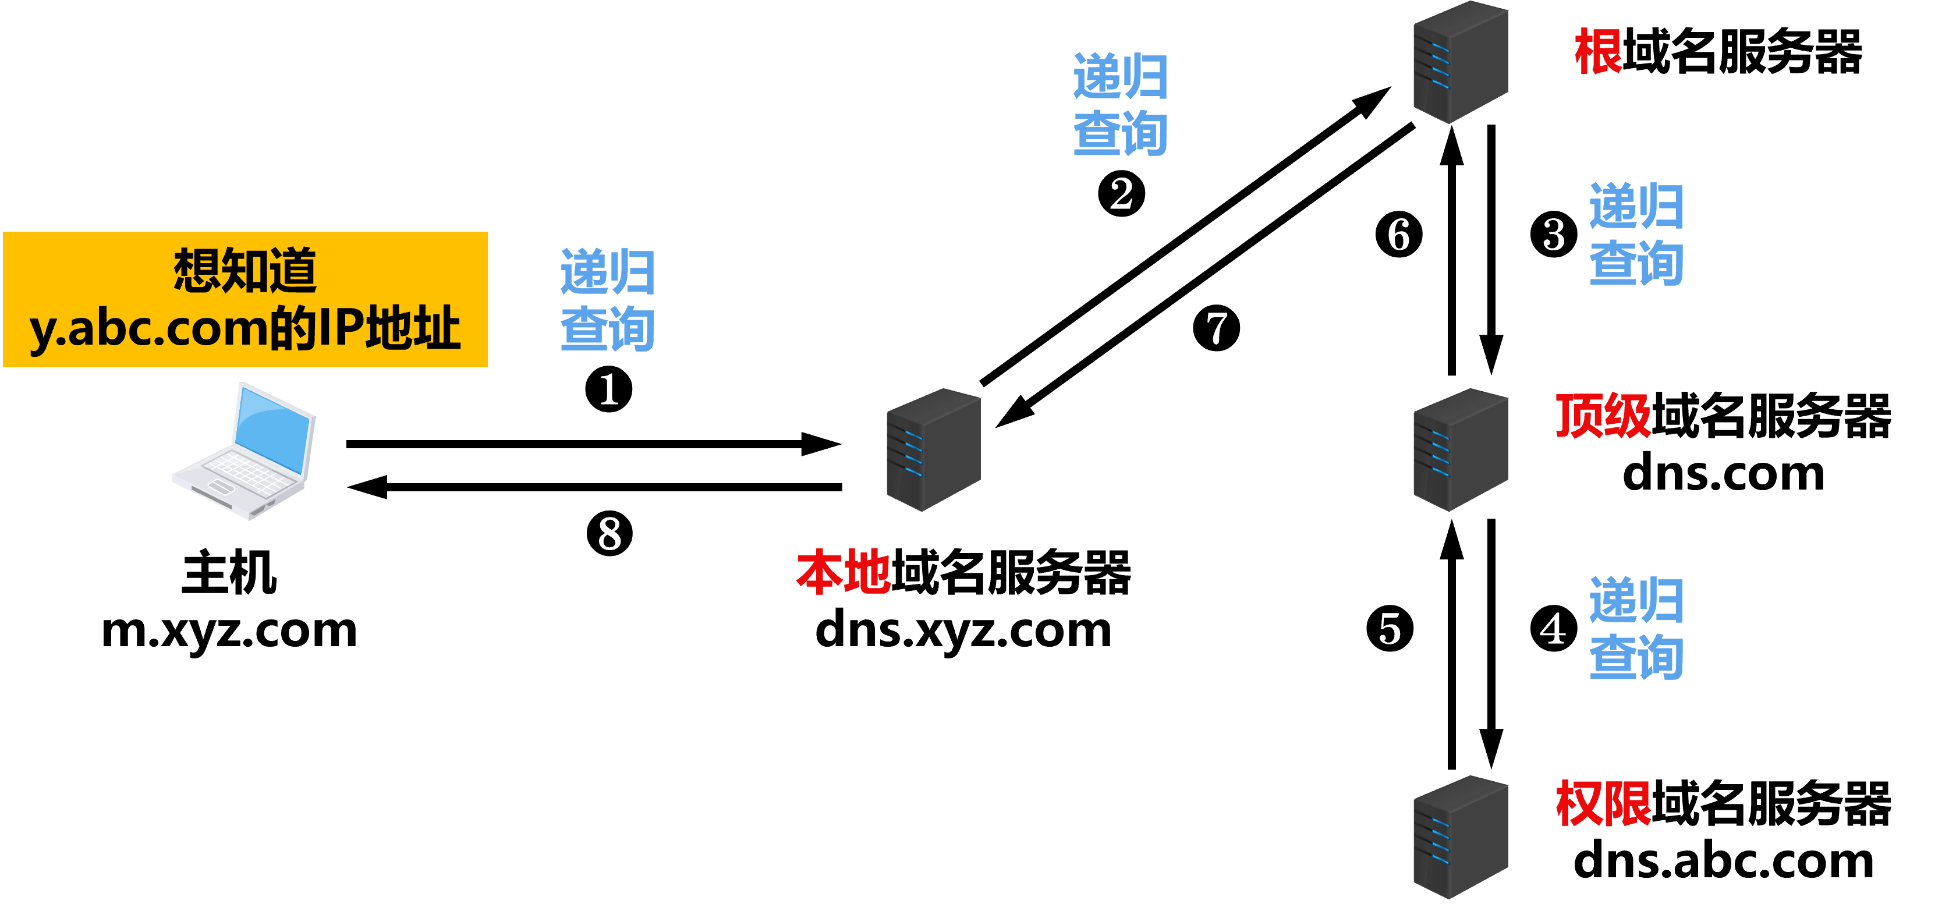 想知道
y.abc.com的IP地址
递归
查询
❶
❽
主机
m.xyz.com
本地域名服务器
dns.xyz.com
递归
查询
❷
❼
根域名服务器
❻
❸
递归
查询
顶级域名服务器
dns.com
❺
❹
递归
查询
权限域名服务器
dns.abc.com